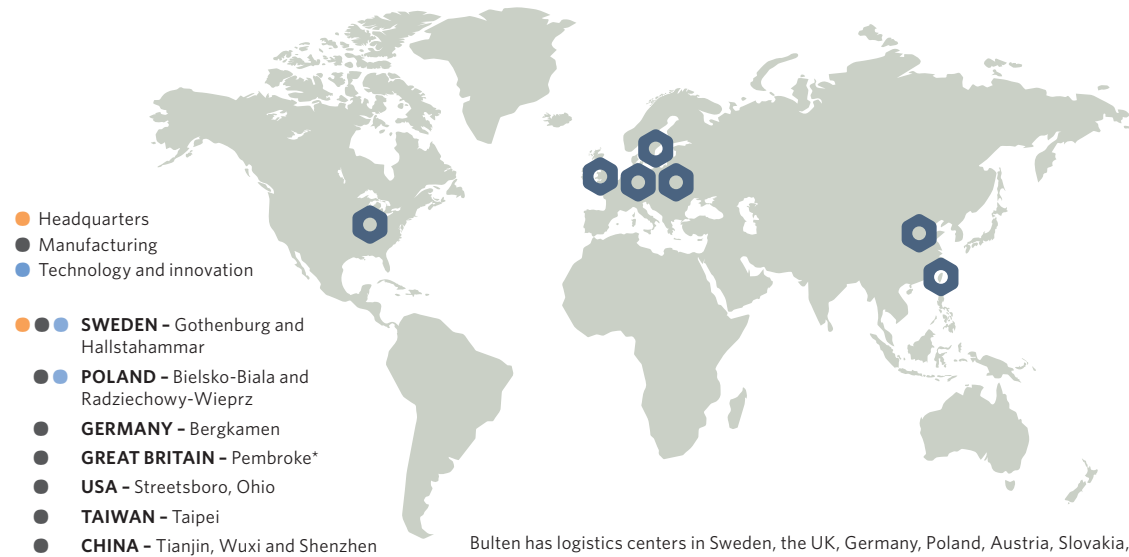 Headquarters
Manufacturing
Technology and innovation
SWEDEN – Gothenburg and
Hallstahammar
POLAND – Bielsko-Biala and
Radziechowy-Wieprz
GERMANY – Bergkamen
GREAT BRITAIN – Pembroke*
USA – Streetsboro, Ohio
TAIWAN – Taipei
CHINA – Tianjin, Wuxi and Shenzhen
Bulten has logistics centers in Sweden, the UK, Germany, Poland, Austria, Slovakia,